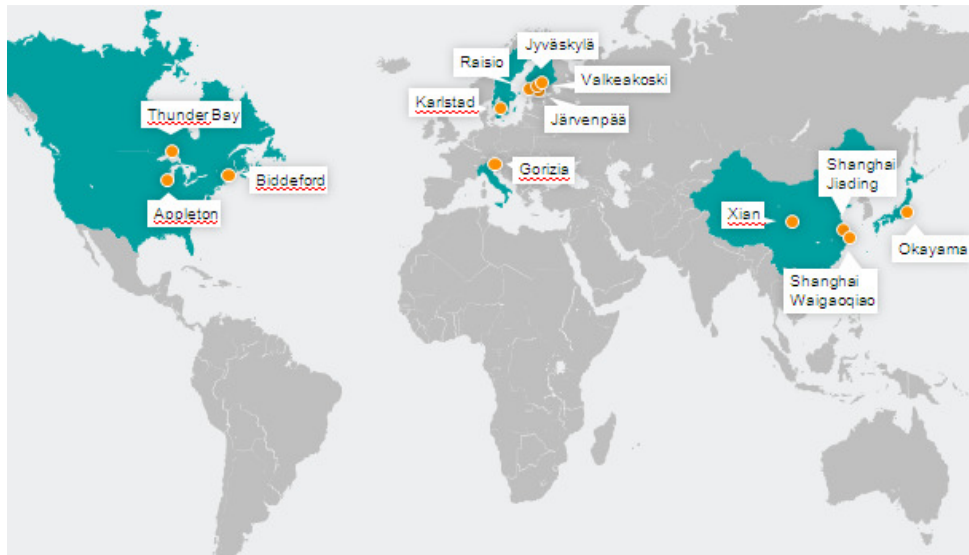 Jyväskylä
Raisio
Valkeakoski
Karlstad
Järvenpää
Thunder Bay
Gorizia
Biddeford
Appleton
Shanghai
Jiading
Xian
Okayama
Shanghai
Waigaoqiao